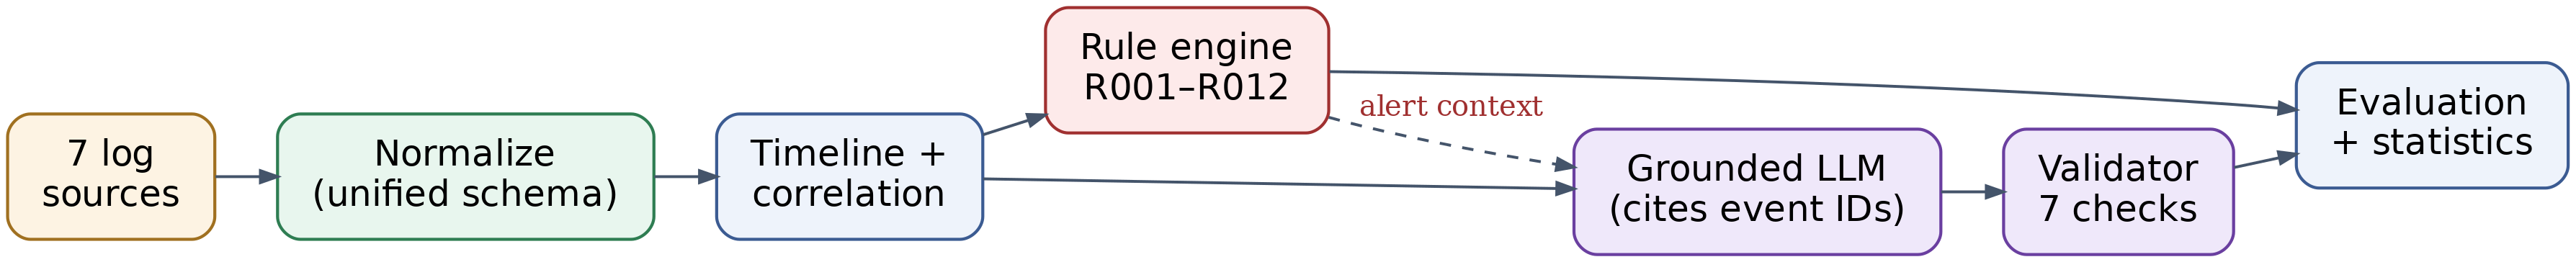 7 log
sources
Normalize
(unified schema)
Timeline +
correlation
Rule engine
R001–R012
alert context
Grounded LLM
(cites event IDs)
Validator
7 checks
Evaluation
+ statistics